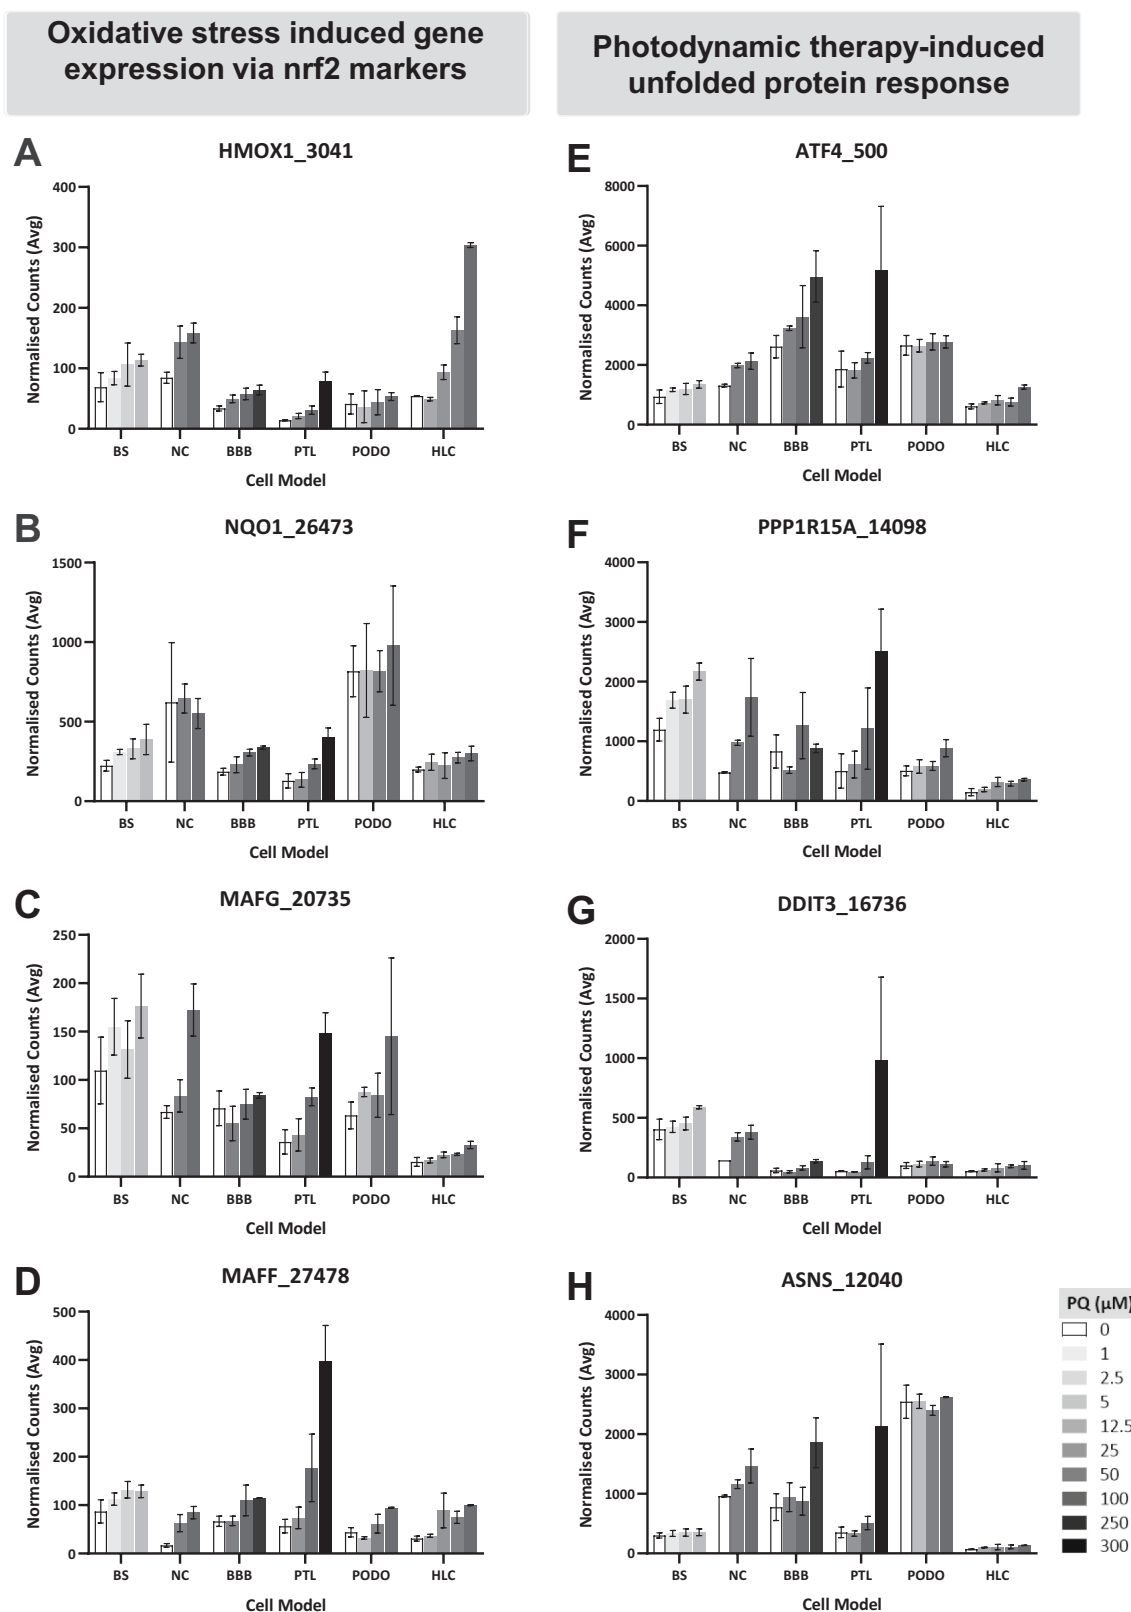 Oxidative stress induced gene
expression via nrf2 markers
Photodynamic therapy-induced
unfolded protein response
A
HMOX1_3041
Normalised Counts (Avg)
400
300
200
100
0
BS NC BBB PTL PODO HLC
Cell Model
E
ATF4_500
Normalised Counts (Avg)
8000
6000
4000
2000
0
BS NC BBB PTL PODO HLC
Cell Model
B
NQO1_26473
Normalised Counts (Avg)
1500
1000
500
0
BS NC BBB PTL PODO HLC
Cell Model
F
PPP1R15A_14098
Normalised Counts (Avg)
4000
3000
2000
1000
0
BS NC BBB PTL PODO HLC
Cell Model
C
MAFG_20735
Normalised Counts (Avg)
250
200
150
100
50
0
BS NC BBB PTL PODO HLC
Cell Model
G
DDIT3_16736
Normalised Counts (Avg)
2000
1500
1000
500
0
BS NC BBB PTL PODO HLC
Cell Model
D
MAFF_27478
Normalised Counts (Avg)
500
400
300
200
100
0
BS NC BBB PTL PODO HLC
Cell Model
H
ASNS_12040
Normalised Counts (Avg)
4000
3000
2000
1000
0
BS NC BBB PTL PODO HLC
Cell Model
PQ (μM)
0
1
2.5
5
12.5
25
50
100
250
300